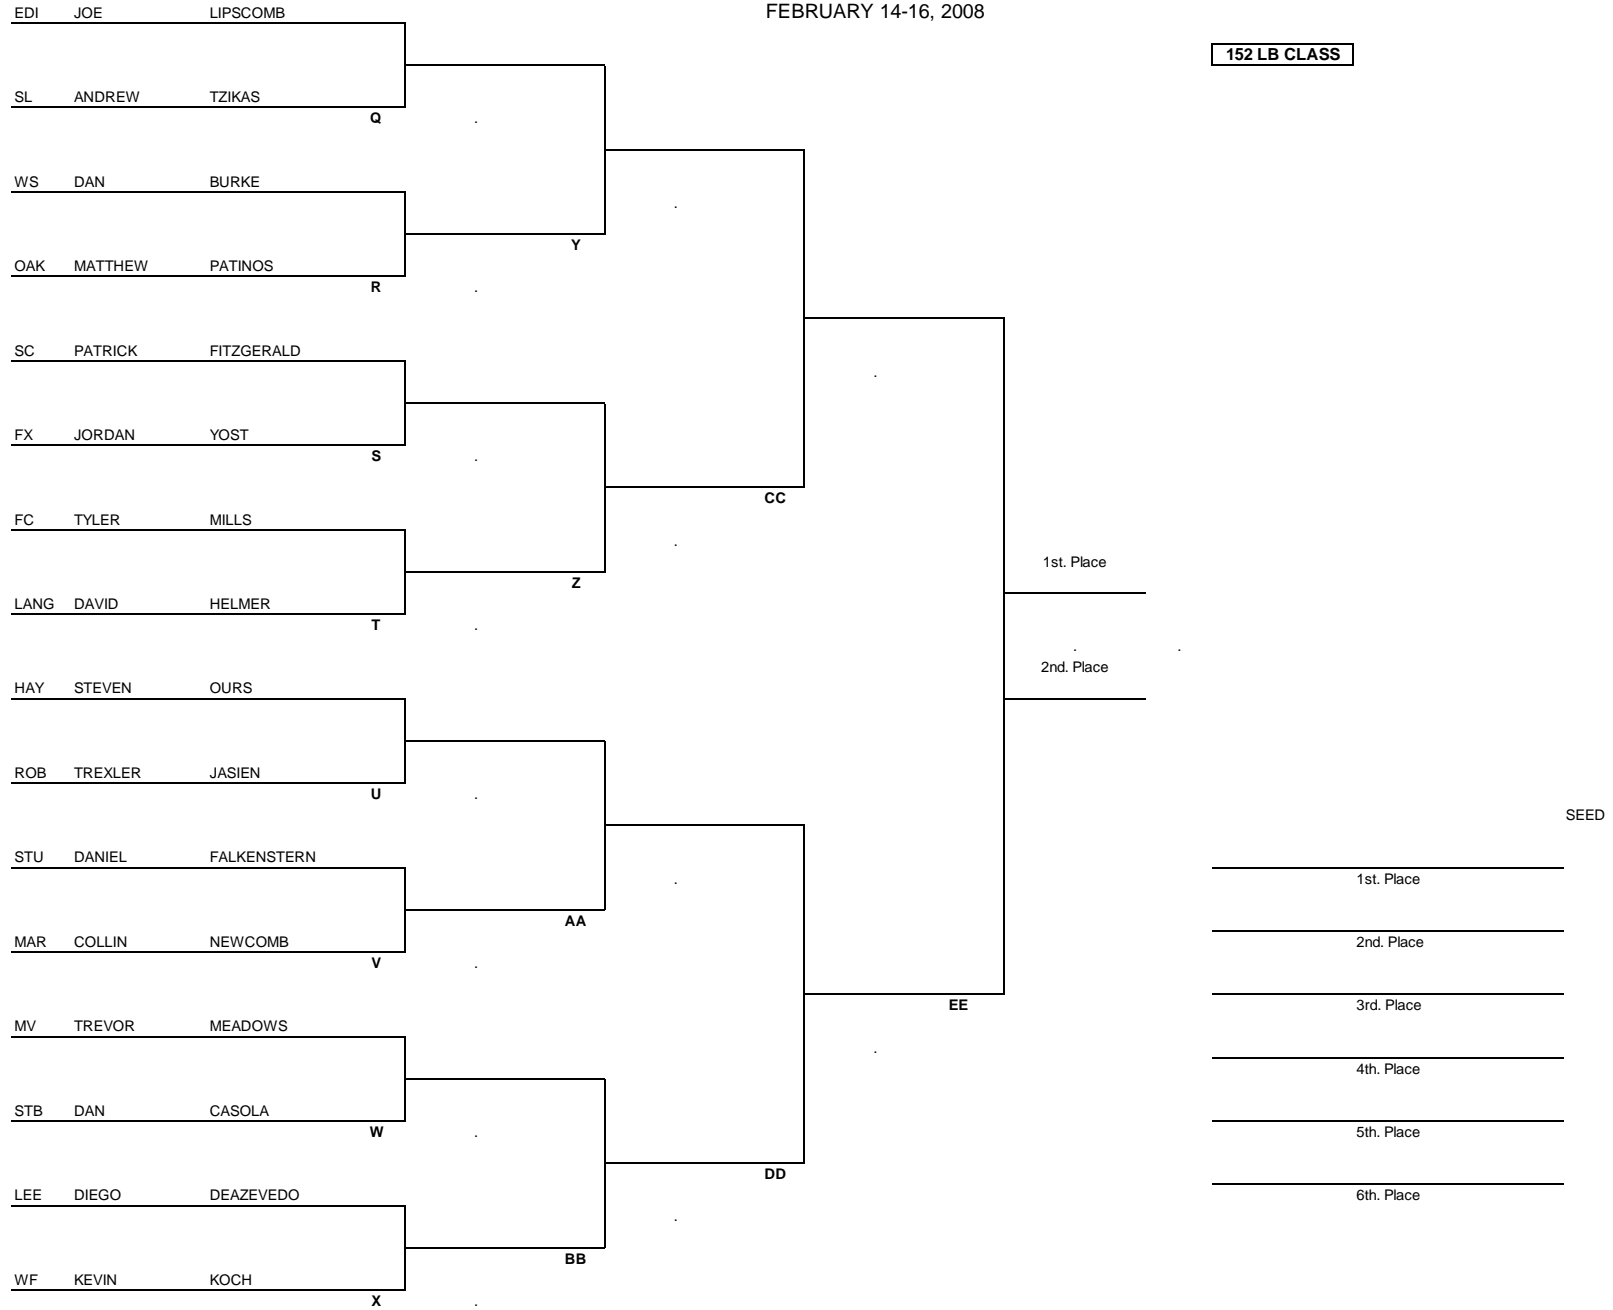 EDI JOE LIPSCOMB
FEBRUARY 14-16, 2008
152 LB CLASS
SL ANDREW TZIKAS
Q .
WS DAN BURKE
.
Y
OAK MATTHEW PATINOS
R .
SC PATRICK FITZGERALD
.
FX JORDAN YOST
S .
CC
FC TYLER MILLS
.
1st. Place
Z
LANG DAVID HELMER
T .
. .
2nd. Place
HAY STEVEN OURS
ROB TREXLER JASIEN
U .
SEED
STU DANIEL FALKENSTERN
.
1st. Place
AA
MAR COLLIN NEWCOMB
2nd. Place
V .
EE
3rd. Place
MV TREVOR MEADOWS
.
4th. Place
STB DAN CASOLA
W .
5th. Place
DD
LEE DIEGO DEAZEVEDO
6th. Place
.
BB
WF KEVIN KOCH
X .